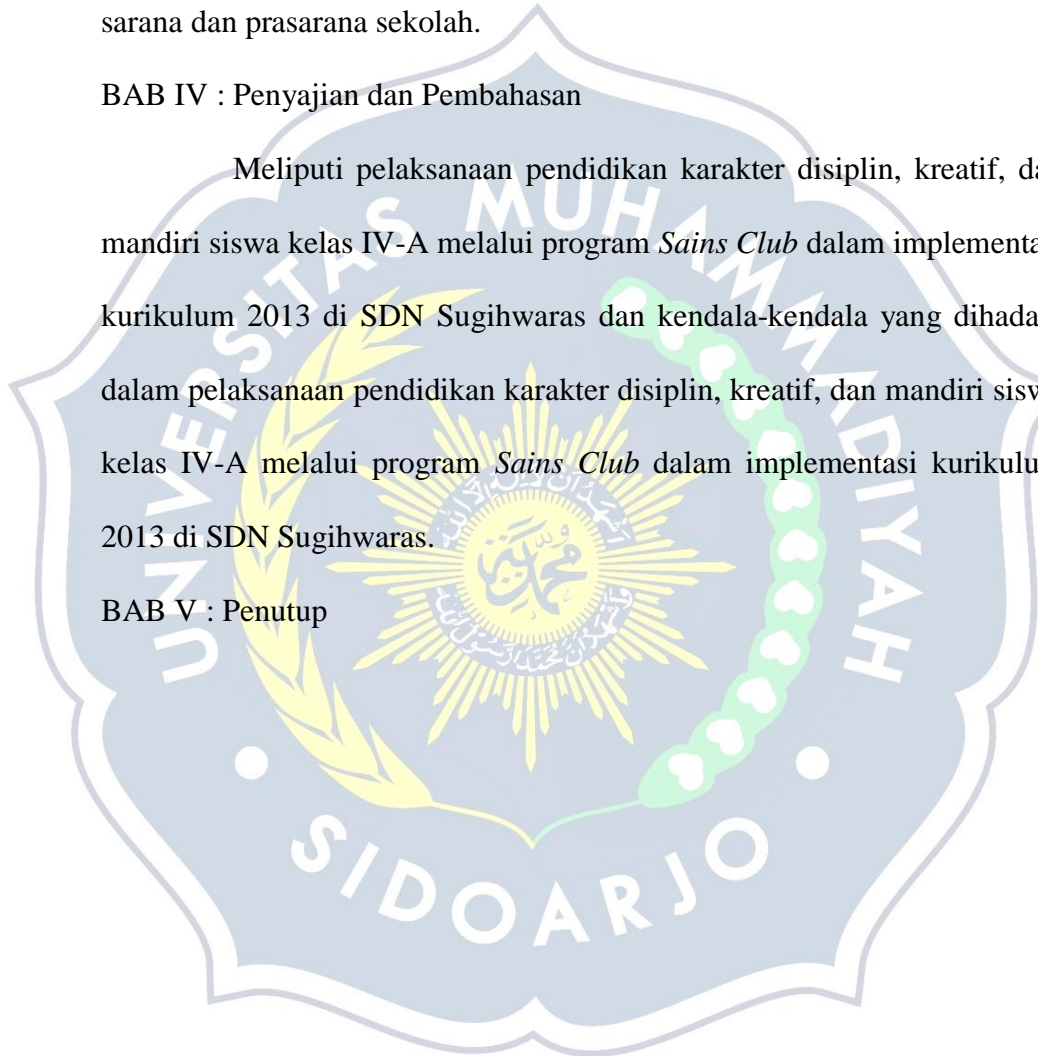 sarana dan prasarana sekolah.
BAB IV : Penyajian dan Pembahasan
Meliputi pelaksanaan pendidikan karakter disiplin, kreatif, da
mandiri siswa kelas IV-A melalui program Sains Club dalam implementa
kurikulum 2013 di SDN Sugihwaras dan kendala-kendala yang dihada
dalam pelaksanaan pendidikan karakter disiplin, kreatif, dan mandiri sisw
kelas IV-A melalui program Sains Club dalam implementasi kurikulu
2013 di SDN Sugihwaras.
BAB V : Penutup
UNIVERSITAS MUHAMMADIYAH
SIDOARJO
محمدية